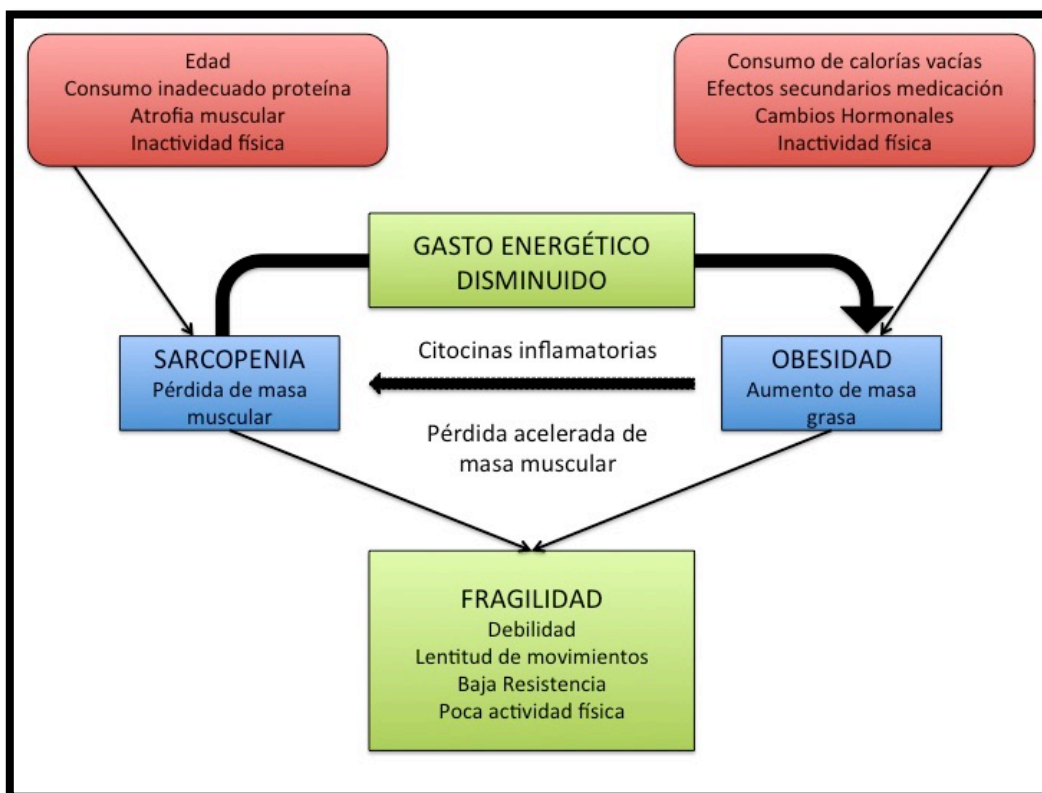 Edad
Consumo inadecuado proteína
Atrofia muscular
Inactividad física
Consumo de calorías vacías
Efectos secundarios medicación
Cambios Hormonales
Inactividad física
GASTO ENERGÉTICO
DISMINUIDO
SARCOPENIA
Pérdida de masa
muscular
Citocinas inflamatorias
Pérdida acelerada de
masa muscular
OBESIDAD
Aumento de masa
grasa
FRAGILIDAD
Debilidad
Lentitud de movimientos
Baja Resistencia
Poca actividad física